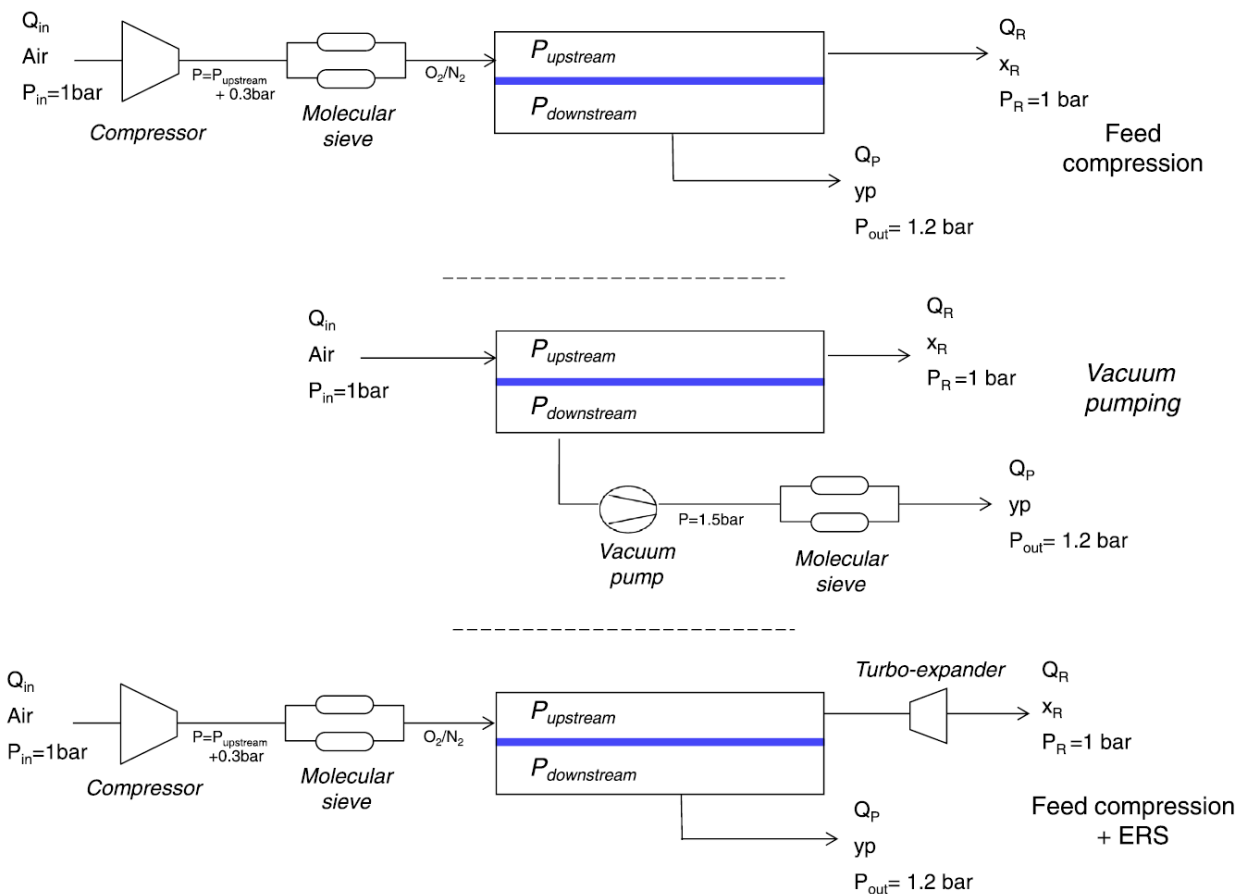 Q_in
Air
P_in=1bar
Compressor
P=P_upstream
+ 0.3bar
Molecular
sieve
O_2/N_2
P_upstream
P_downstream
Q_R
x_R
P_R=1 bar
Feed
compression
Q_P
yp
P_out= 1.2 bar
Q_in
Air
P_in=1bar
P_upstream
P_downstream
Q_R
x_R
P_R=1 bar
Vacuum
pumping
Vacuum
pump
P=1.5bar
Molecular
sieve
Q_P
yp
P_out= 1.2 bar
Q_in
Air
P_in=1bar
Compressor
P=P_upstream
+0.3bar
Molecular
sieve
O_2/N_2
P_upstream
P_downstream
Turbo-expander
Q_R
x_R
P_R=1 bar
Feed compression
+ ERS
Q_P
yp
P_out= 1.2 bar